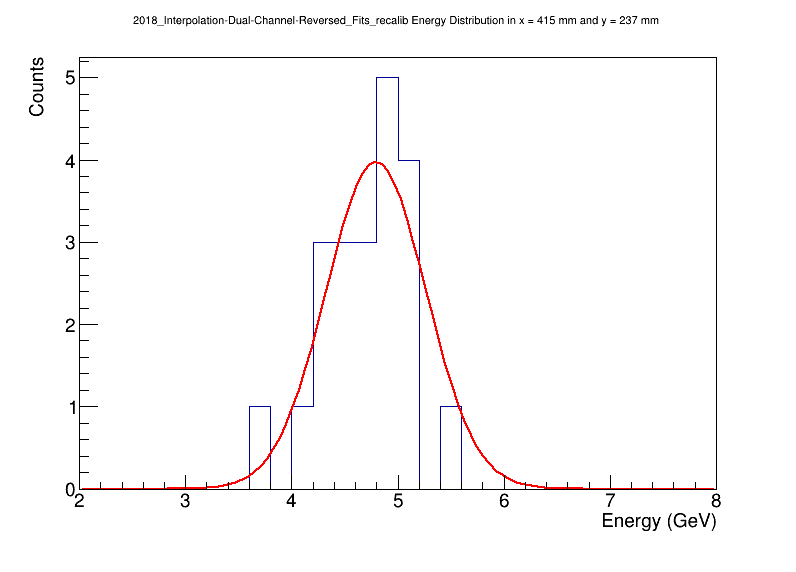 2018_Interpolation-Dual-Channel-Reversed_Fits_recalib Energy Distribution in x = 415 mm and y = 237 mm
Counts
5
4
3
2
1
0
2 3 4 5 6 7 8
Energy (GeV)